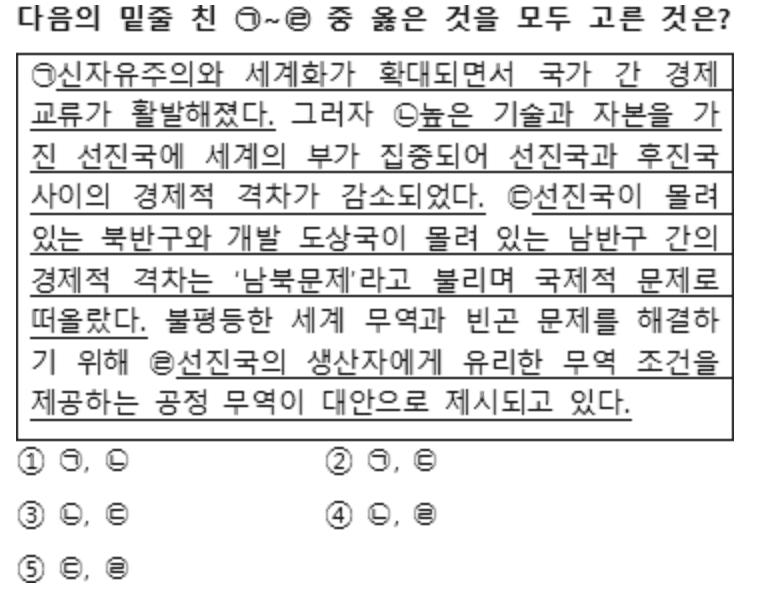 다음의 밑줄 친 ㉠~㉣ 중 옳은 것을 모두 고른 것은?
㉠신자유주의와 세계화가 확대되면서 국가 간 경제
교류가 활발해졌다. 그러자 ㉡높은 기술과 자본을 가
진 선진국에 세계의 부가 집중되어 선진국과 후진국
사이의 경제적 격차가 감소되었다. ㉢선진국이 몰려
있는 북반구와 개발 도상국이 몰려 있는 남반구 간의
경제적 격차는 '남북문제'라고 불리며 국제적 문제로
떠올랐다. 불평등한 세계 무역과 빈곤 문제를 해결하
기 위해 ㉣선진국의 생산자에게 유리한 무역 조건을
제공하는 공정 무역이 대안으로 제시되고 있다.
① ㉠, ㉡ ② ㉠, ㉢
③ ㉡, ㉢ ④ ㉡, ㉣
⑤ ㉢, ㉣